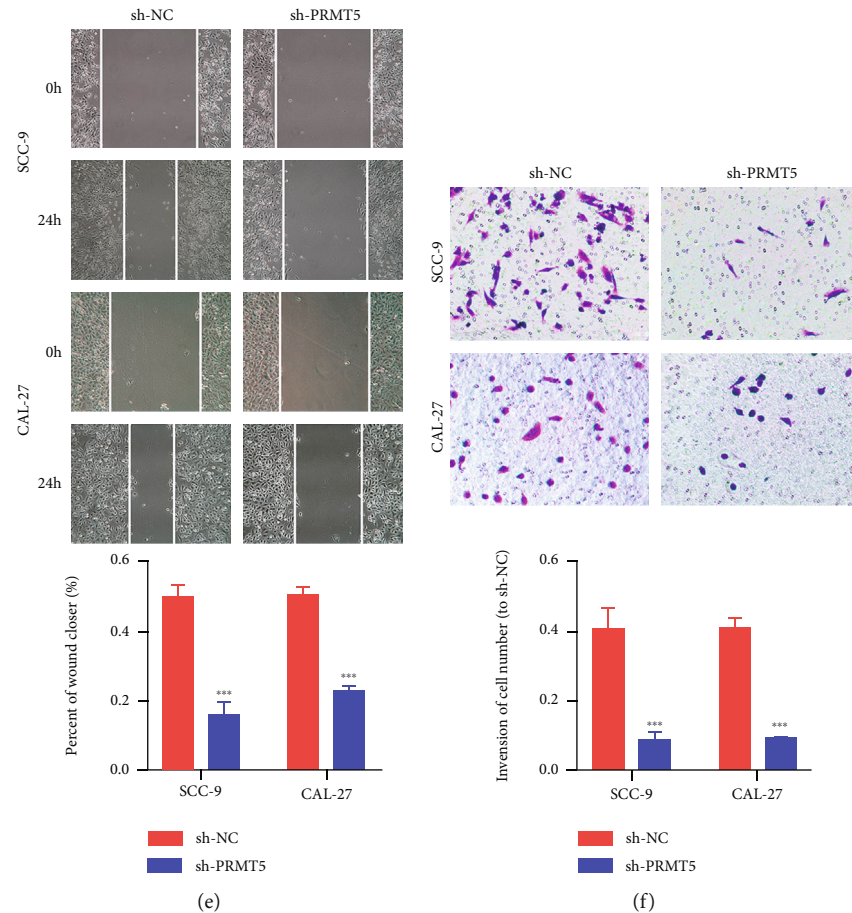 sh-NC sh-PRMT5
SCC-9
0h
24h
CAL-27
0h
24h
Percent of wound closer (%)
0.6
0.4
0.2
0.0
***
***
SCC-9 CAL-27
sh-NC
sh-PRMT5
(e)
sh-NC sh-PRMT5
SCC-9
CAL-27
Invension of cell number (to sh-NC)
0.6
0.4
0.2
0.0
***
***
SCC-9 CAL-27
sh-NC
sh-PRMT5
(f)